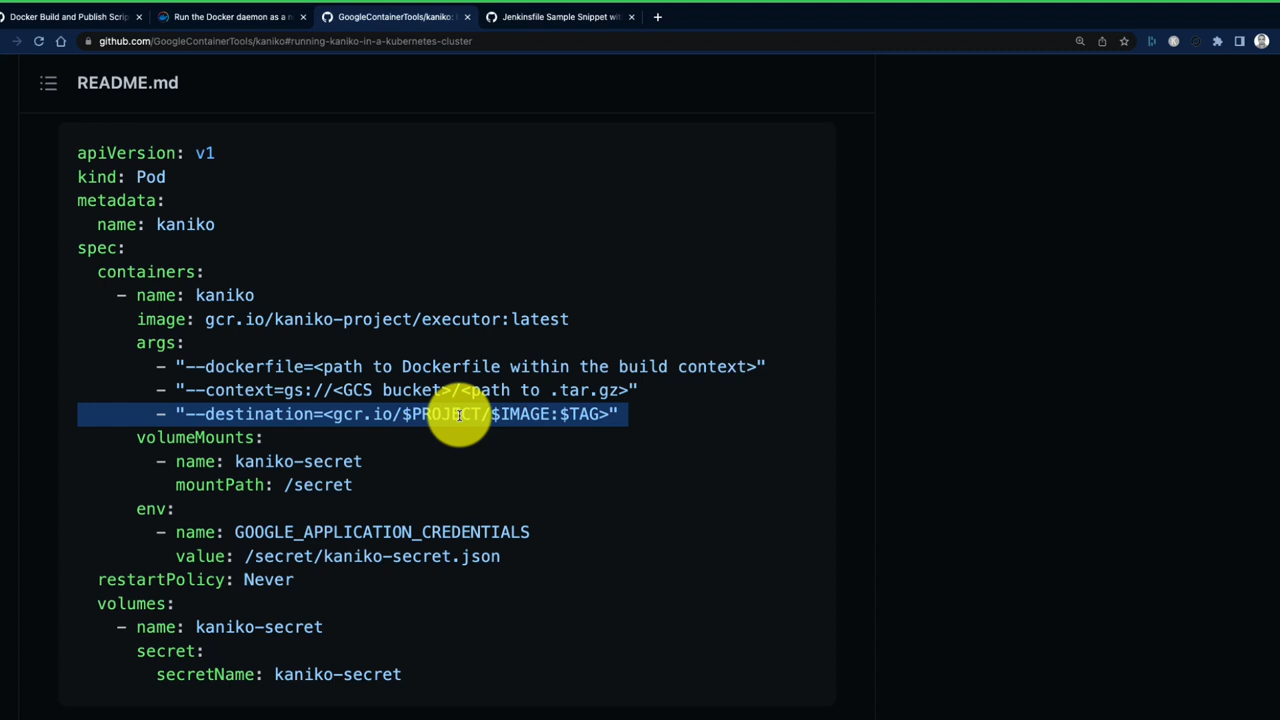 Docker Build and Publish Scrip
Run the Docker daemon as a n
GoogleContainerTools/kaniko:
Jenkinsfile Sample Snippet wit
github.com/GoogleContainerTools/kaniko#running-kaniko-in-a-kubernetes-cluster
README.md
apiVersion: v1
kind: Pod
metadata:
  name: kaniko
spec:
  containers:
    - name: kaniko
      image: gcr.io/kaniko-project/executor:latest
      args:
        - "--dockerfile=<path to Dockerfile within the build context>"
        - "--context=gs://<GCS bucket>/<path to .tar.gz>"
        - "--destination=<gcr.io/$PROJECT/$IMAGE:$TAG>"
      volumeMounts:
        - name: kaniko-secret
          mountPath: /secret
      env:
        - name: GOOGLE_APPLICATION_CREDENTIALS
          value: /secret/kaniko-secret.json
  restartPolicy: Never
  volumes:
    - name: kaniko-secret
      secret:
        secretName: kaniko-secret